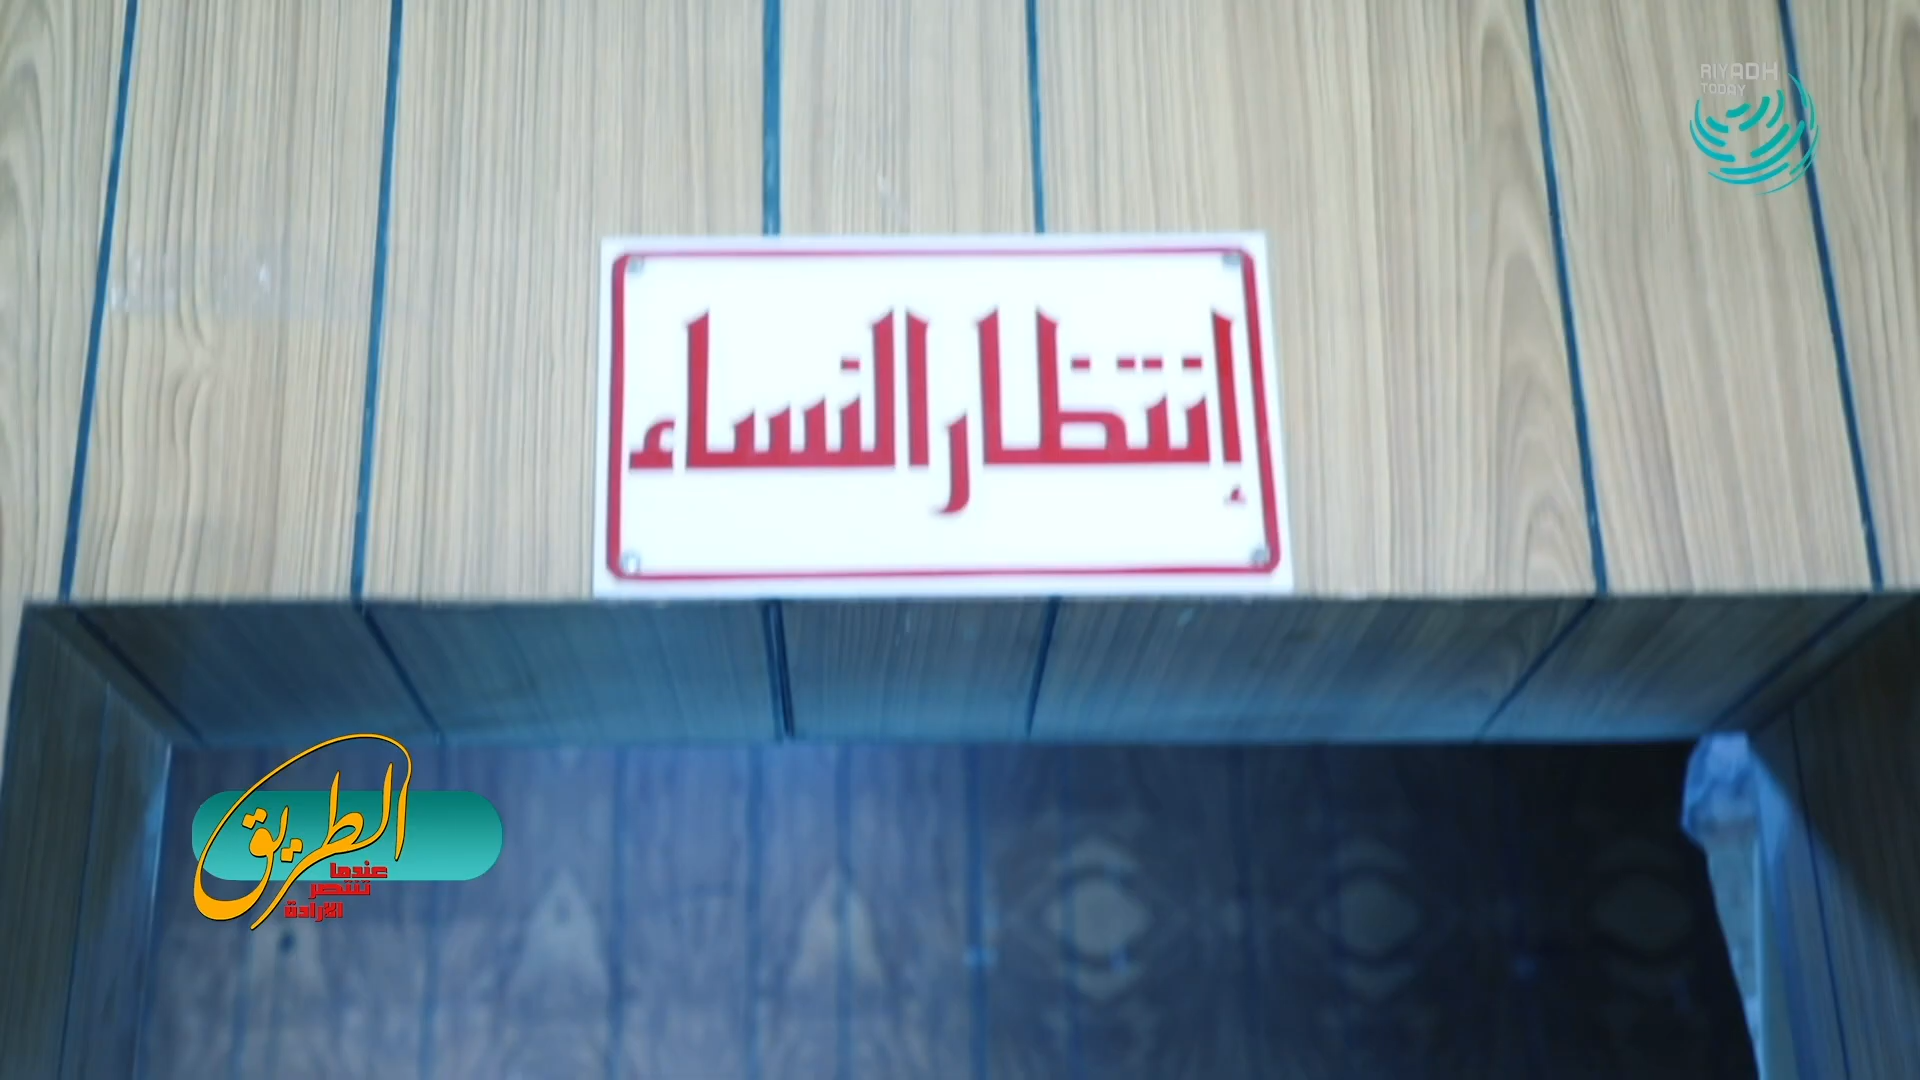 RIYADH
TODAY
إنتظار النساء
الطريق
عندما
تنتصر
الإرادة